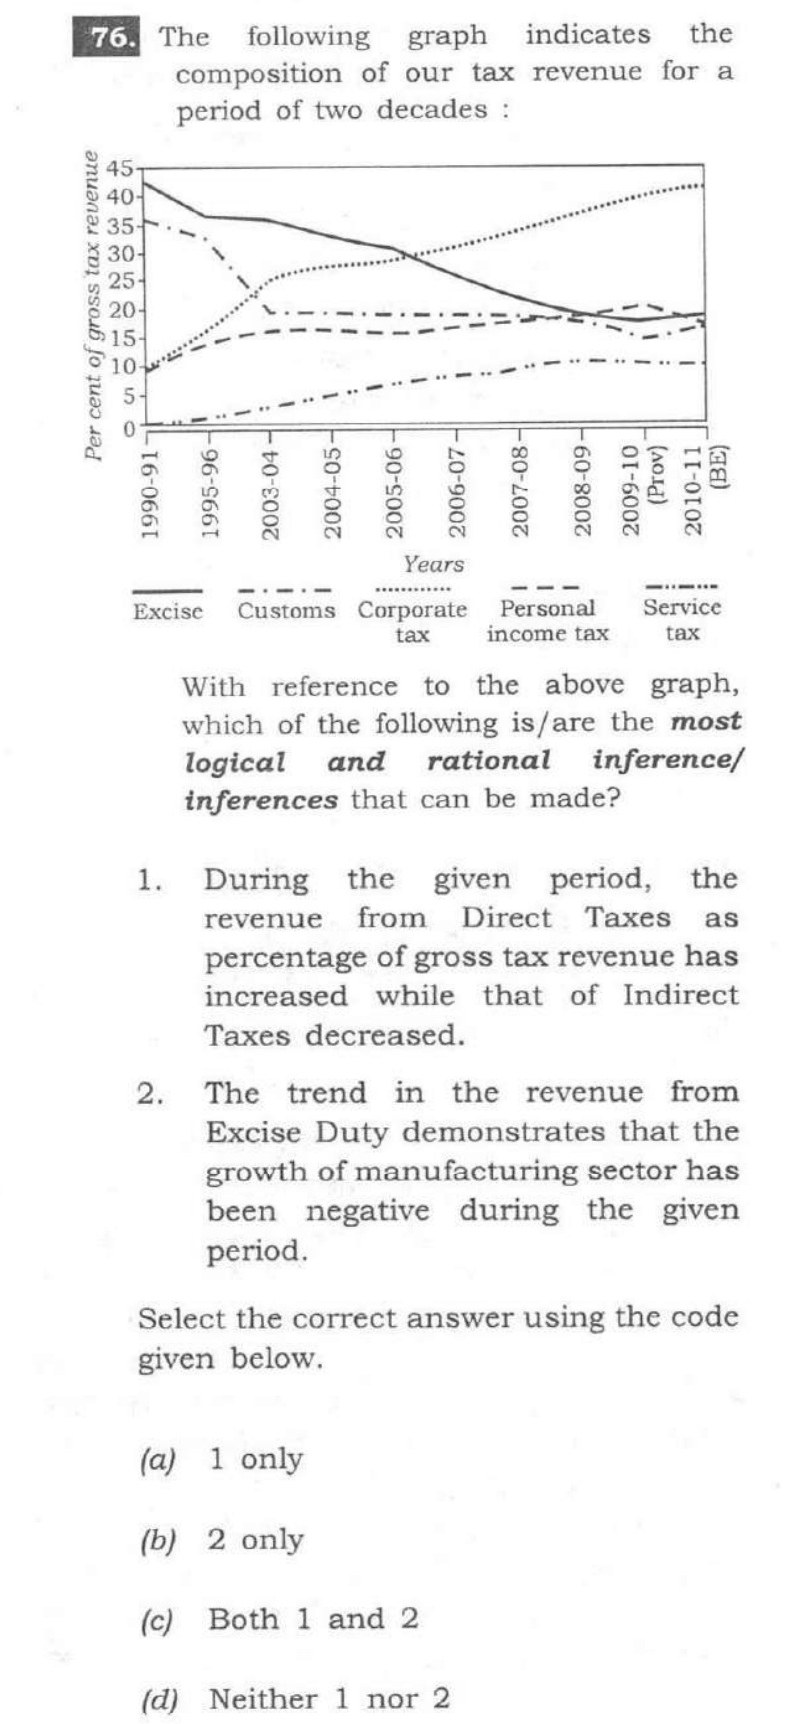 76. The following graph indicates the
composition of our tax revenue for a
period of two decades :
Per cent of gross tax revenue
45
40
35
30
25
20
15
10
5
0
1990-91
1995-96
2003-04
2004-05
2005-06
2006-07
2007-08
2008-09
2009-10
(Prov)
2010-11
(BE)
Years
Excise Customs Corporate Personal Service
tax income tax tax
With reference to the above graph,
which of the following is/are the most
logical and rational inference/
inferences that can be made?
1. During the given period, the
revenue from Direct Taxes as
percentage of gross tax revenue has
increased while that of Indirect
Taxes decreased.
2. The trend in the revenue from
Excise Duty demonstrates that the
growth of manufacturing sector has
been negative during the given
period.
Select the correct answer using the code
given below.
(a) 1 only
(b) 2 only
(c) Both 1 and 2
(d) Neither 1 nor 2